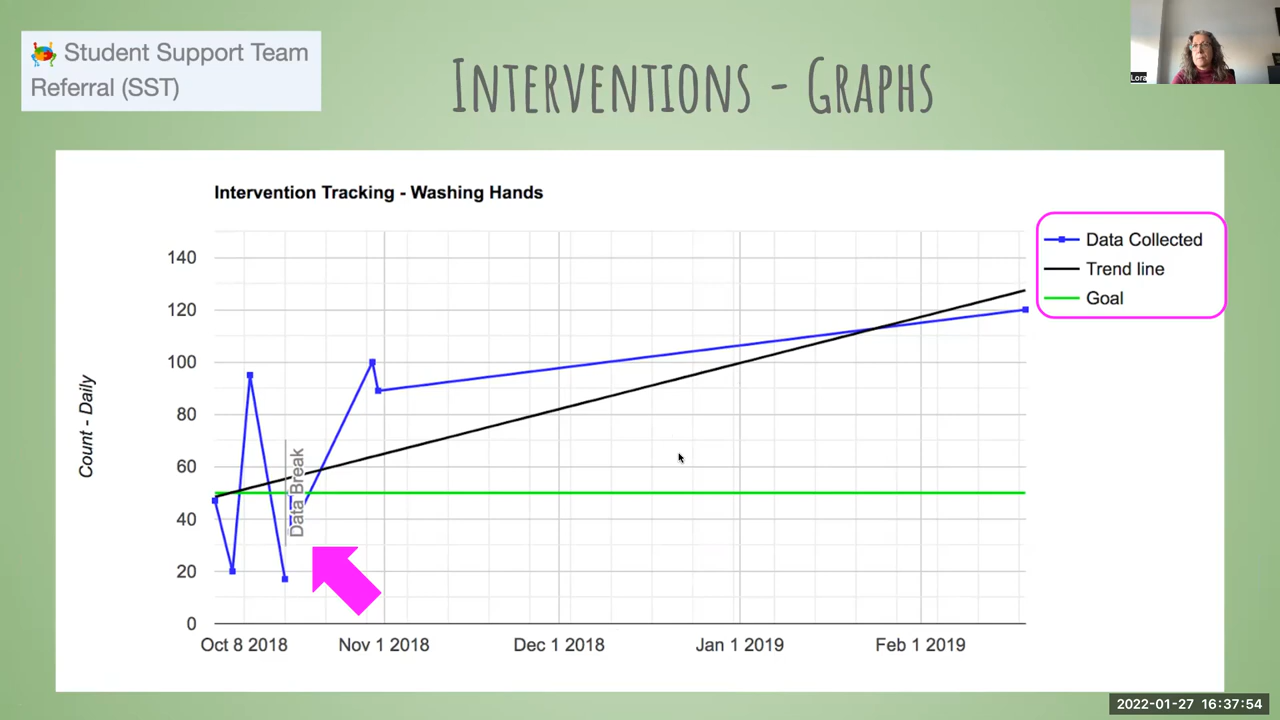 Student Support Team
Referral (SST)
Interventions - Graphs
Lora
Intervention Tracking - Washing Hands
140
120
100
80
60
40
20
0
Count - Daily
Data Break
Oct 8 2018
Nov 1 2018
Dec 1 2018
Jan 1 2019
Feb 1 2019
Data Collected
Trend line
Goal
2022-01-27 16:37:54